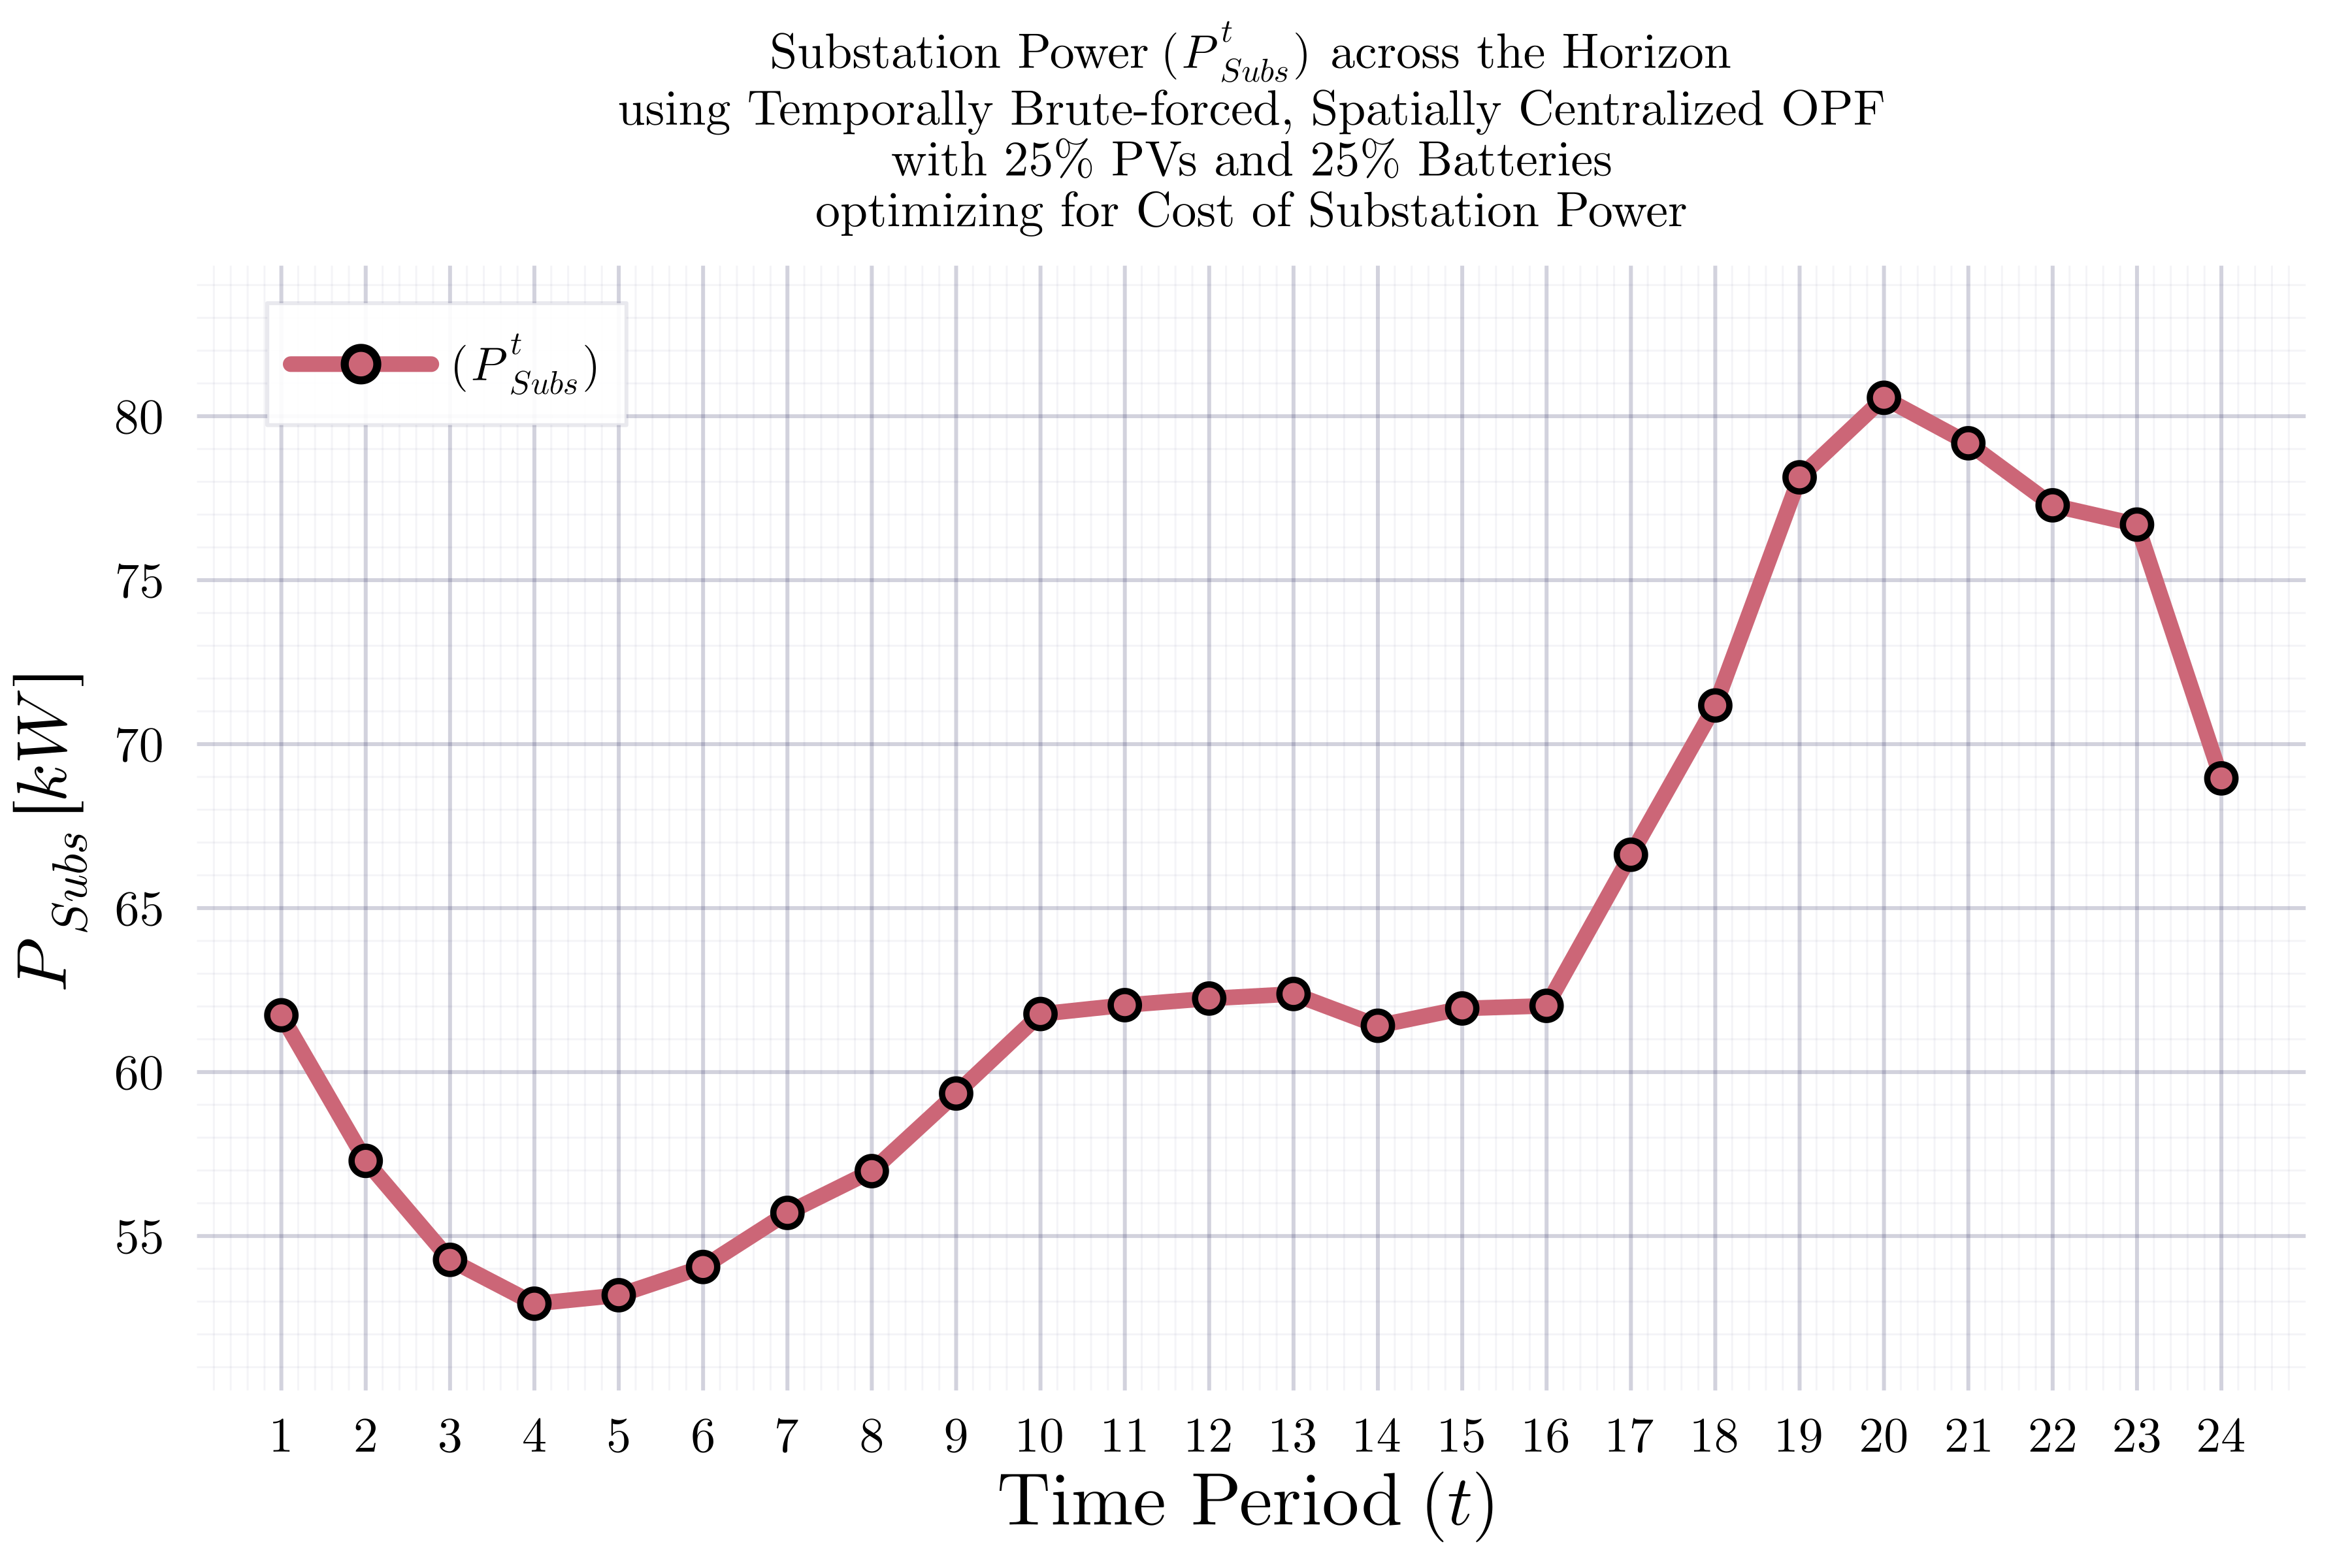 Substation Power (P^t_Subs) across the Horizon
using Temporally Brute-forced, Spatially Centralized OPF
with 25% PVs and 25% Batteries
optimizing for Cost of Substation Power
(P^t_Subs)
P_Subs [kW]
80
75
70
65
60
55
1 2 3 4 5 6 7 8 9 10 11 12 13 14 15 16 17 18 19 20 21 22 23 24
Time Period (t)